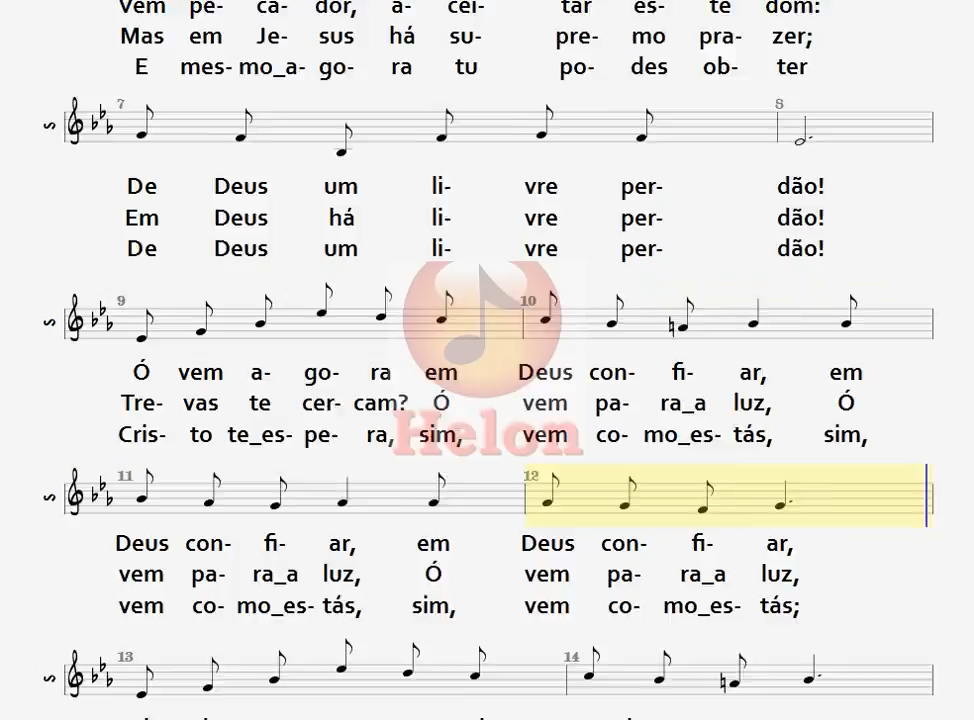 Vem pe- ca- dor, a- cei- tar es- te dom:
Mas em Je- sus há su- pre- mo pra- zer;
E mes- mo_a- go- ra tu po- des ob- ter
7 8
S
De Deus um li- vre per- dão!
Em Deus há li- vre per- dão!
De Deus um li- vre per- dão!
9 10
S
Ó vem a- go- ra em Deus con- fi- ar, em
Tre- vas te cer- cam? Ó vem pa- ra_a luz, Ó
Cris- to te_es- pe- ra, sim, vem co- mo_es- tás, sim,
Helon
11 12
S
Deus con- fi- ar, em Deus con- fi- ar,
vem pa- ra_a luz, Ó vem pa- ra_a luz,
vem co- mo_es- tás, sim, vem co- mo_es- tás;
13 14
S